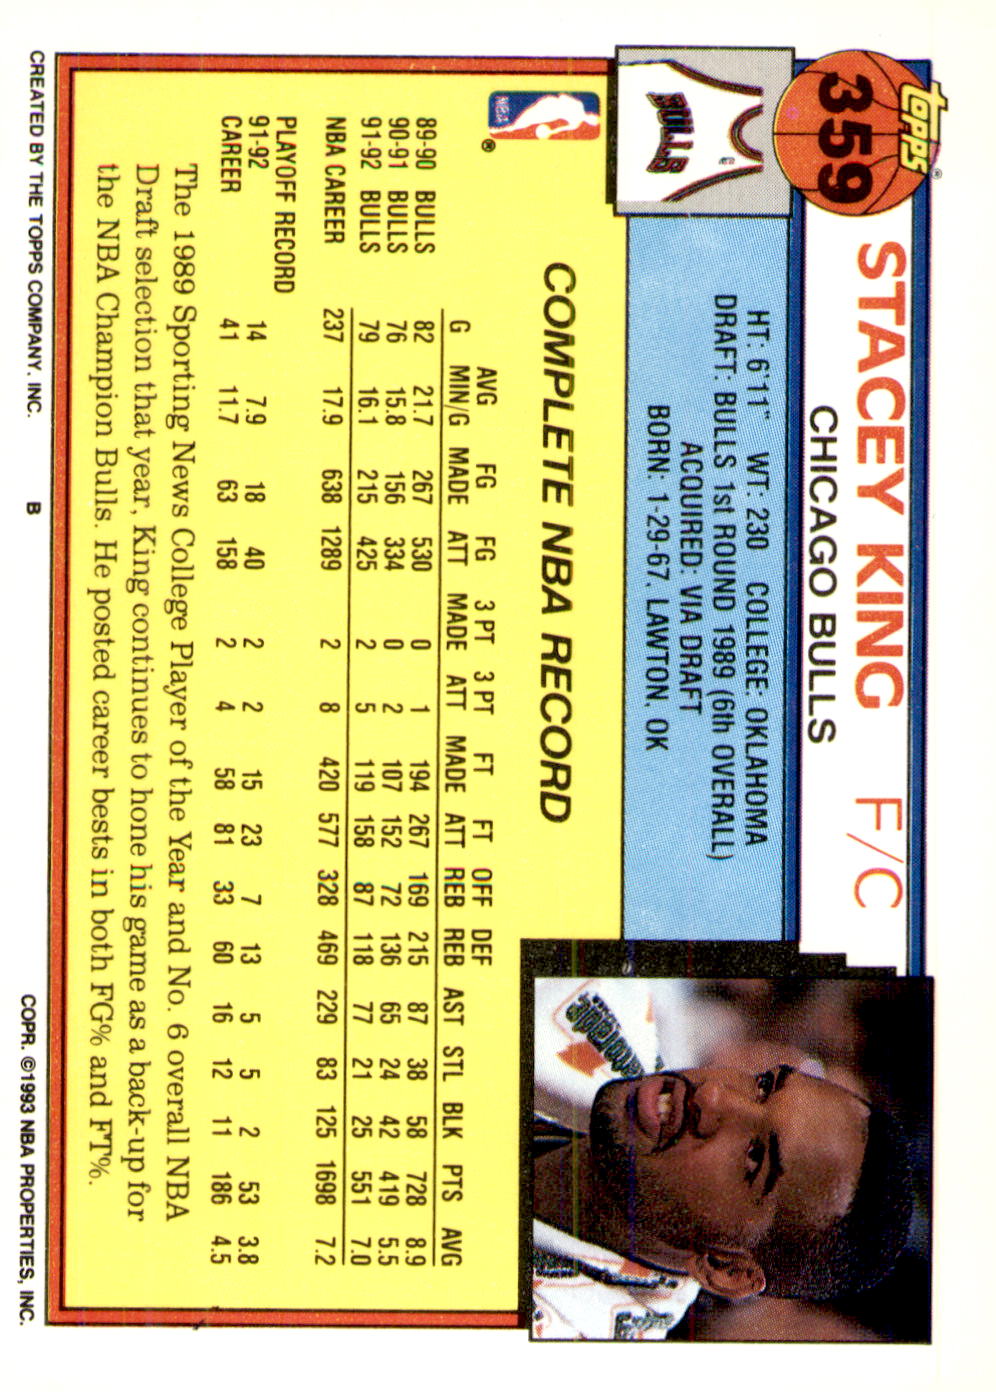 topps®
359
STACEY KING F/C
CHICAGO BULLS
BULLS
HT: 6'11" WT: 230 COLLEGE: OKLAHOMA
DRAFT: BULLS 1st ROUND 1989 (6th OVERALL)
ACQUIRED: VIA DRAFT
BORN: 1-29-67, LAWTON, OK
Gatorade
NBA ®
COMPLETE NBA RECORD
AVG FG FG 3 PT 3 PT FT FT OFF DEF
G MIN/G MADE ATT MADE ATT MADE ATT REB REB AST STL BLK PTS AVG
89-90 BULLS 82 21.7 267 530 0 1 194 267 169 215 87 38 58 728 8.9
90-91 BULLS 76 15.8 156 334 0 2 107 152 72 136 65 24 42 419 5.5
91-92 BULLS 79 16.1 215 425 2 5 119 158 87 118 77 21 25 551 7.0
NBA CAREER 237 17.9 638 1289 2 8 420 577 328 469 229 83 125 1698 7.2
PLAYOFF RECORD
91-92 14 7.9 18 40 2 2 15 23 7 13 5 5 2 53 3.8
CAREER 41 11.7 63 158 2 4 58 81 33 60 16 12 11 186 4.5
The 1989 Sporting News College Player of the Year and No. 6 overall NBA
Draft selection that year, King continues to hone his game as a back-up for
the NBA Champion Bulls. He posted career bests in both FG% and FT%.
CREATED BY THE TOPPS COMPANY, INC. B COPR. ©1993 NBA PROPERTIES, INC.